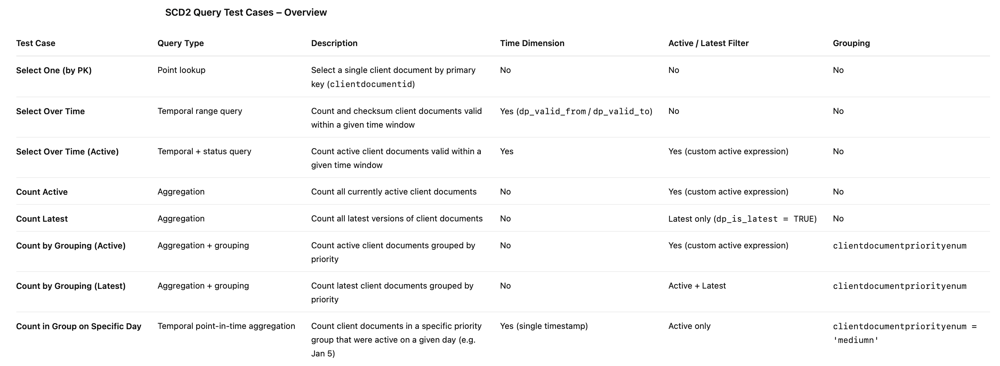 SCD2 Query Test Cases – Overview
Test Case Query Type Description Time Dimension Active / Latest Filter Grouping
Select One (by PK) Point lookup Select a single client document by primary No No No
key (clientdocumentid)
Select Over Time Temporal range query Count and checksum client documents valid Yes (dp_valid_from / dp_valid_to) No No
within a given time window
Select Over Time (Active) Temporal + status query Count active client documents valid within a Yes Yes (custom active expression) No
given time window
Count Active Aggregation Count all currently active client documents No Yes (custom active expression) No
Count Latest Aggregation Count all latest versions of client documents No Latest only (dp_is_latest = TRUE) No
Count by Grouping (Active) Aggregation + grouping Count active client documents grouped by No Yes (custom active expression) clientdocumentpriorityenum
priority
Count by Grouping (Latest) Aggregation + grouping Count latest client documents grouped by No Active + Latest clientdocumentpriorityenum
priority
Count in Group on Specific Day Temporal point-in-time aggregation Count client documents in a specific priority Yes (single timestamp) Active only clientdocumentpriorityenum =
group that were active on a given day (e.g. 'mediumn'
Jan 5)